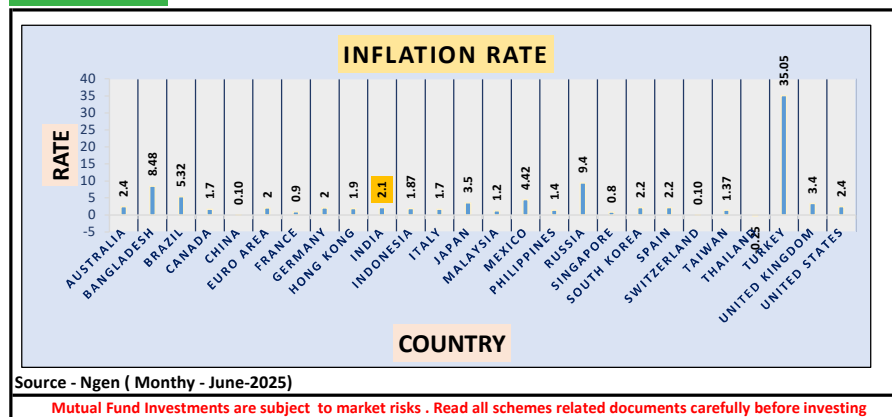 INFLATION RATE
RATE
40
35
30
25
20
15
10
5
0
-5
2.4
8.48
5.32
1.7
0.10
2
0.9
2
1.9
2.1
1.87
1.7
3.5
1.2
4.42
1.4
9.4
0.8
2.2
2.2
0.10
1.37
-0.25
35.05
3.4
2.4
AUSTRALIA
BANGLADESH
BRAZIL
CANADA
CHINA
EURO AREA
FRANCE
GERMANY
HONG KONG
INDIA
INDONESIA
ITALY
JAPAN
MALAYSIA
MEXICO
PHILIPPINES
RUSSIA
SINGAPORE
SOUTH KOREA
SPAIN
SWITZERLAND
TAIWAN
THAILAND
TURKEY
UNITED KINGDOM
UNITED STATES
COUNTRY
Source - Ngen ( Monthy - June-2025)
Mutual Fund Investments are subject to market risks . Read all schemes related documents carefully before investing